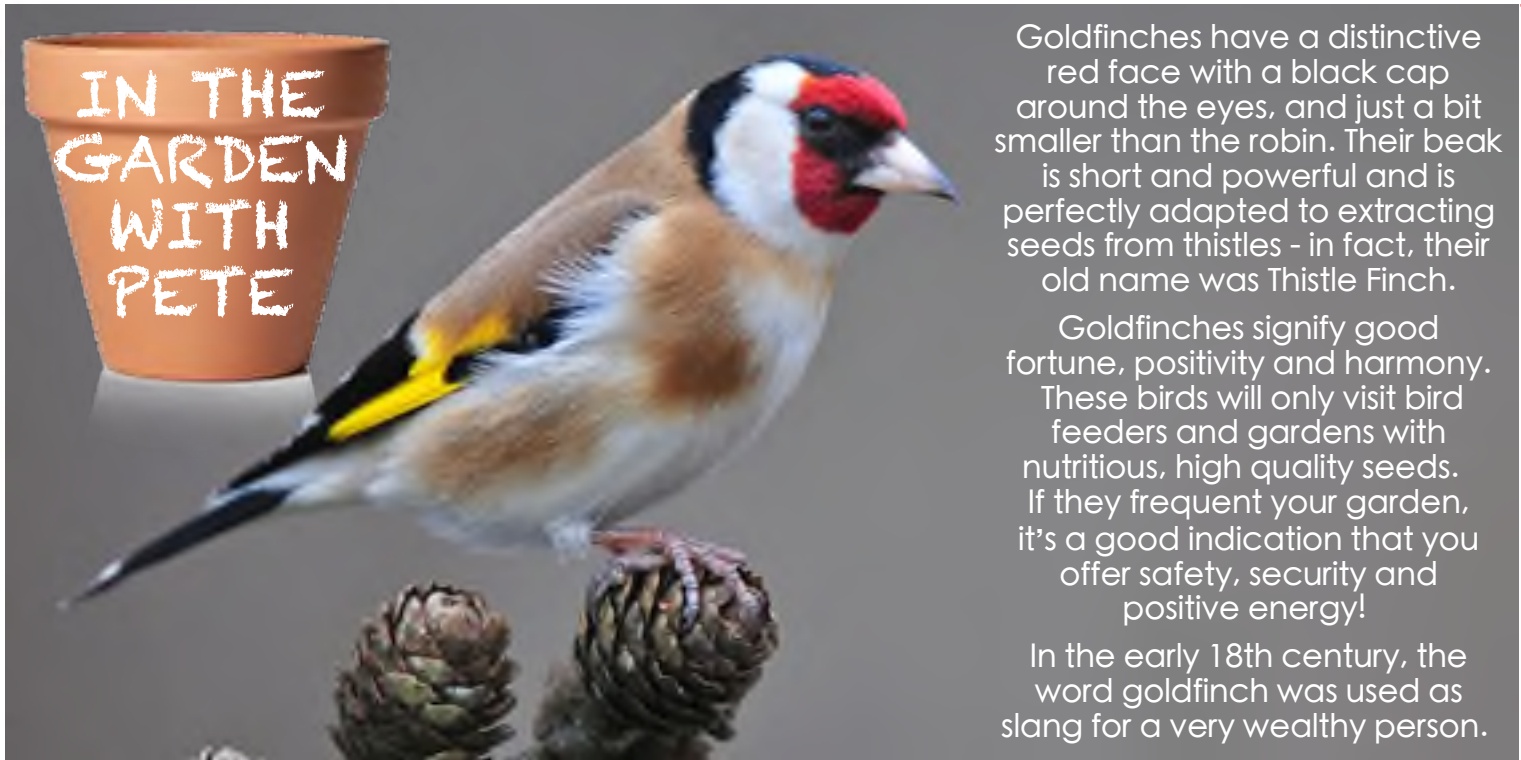 IN THE
GARDEN
WITH
PETE
Goldfinches have a distinctive
red face with a black cap
around the eyes, and just a bit
smaller than the robin. Their beak
is short and powerful and is
perfectly adapted to extracting
seeds from thistles - in fact, their
old name was Thistle Finch.
Goldfinches signify good
fortune, positivity and harmony.
These birds will only visit bird
feeders and gardens with
nutritious, high quality seeds.
If they frequent your garden,
it's a good indication that you
offer safety, security and
positive energy!
In the early 18th century, the
word goldfinch was used as
slang for a very wealthy person.